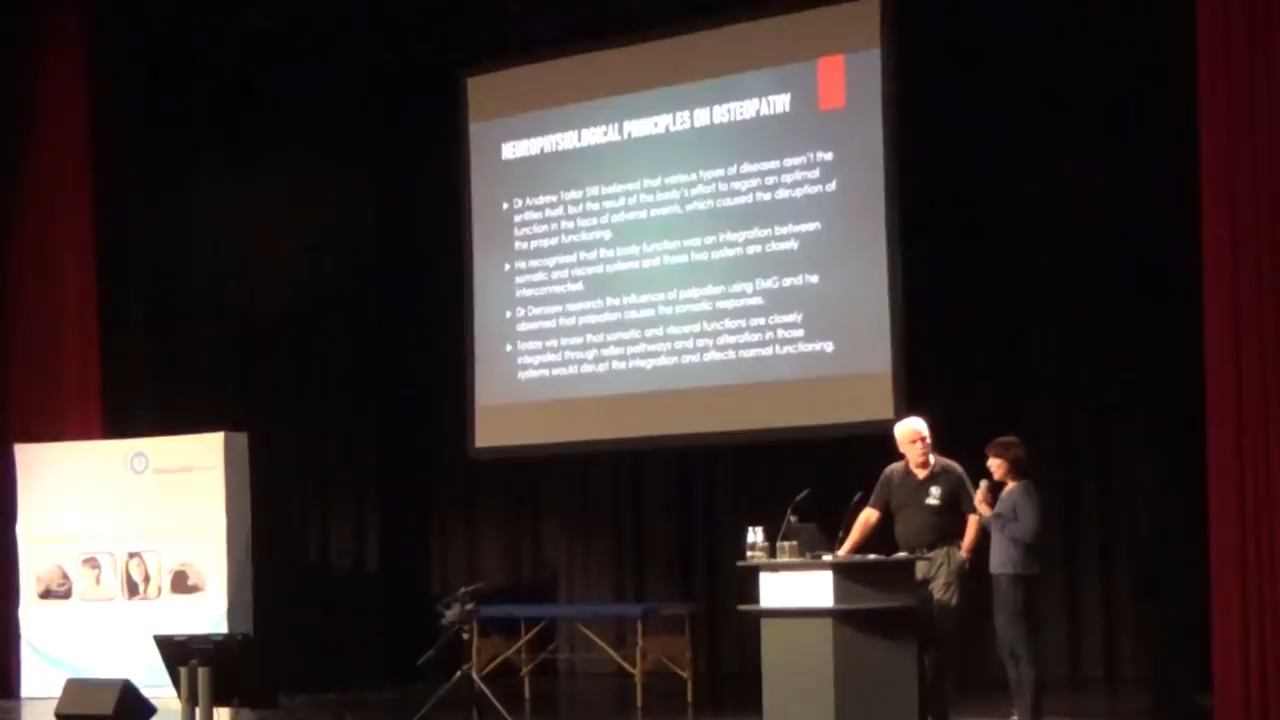 NEUROPHYSIOLOGICAL PRINCIPLES ON OSTEOPATHY
Dr Andrew Tailor Still believed that various types of diseases aren't the
entities itself, but the result of the body's effort to regain an optimal
function in the face of adverse events, which caused the disruption of
the proper functioning.
He recognised that the body function was an integration between
somatic and visceral systems and those two system are closely
interconnected.
Dr Denslow research the influence of palpation using EMG and he
observed that palpation causes the somatic responses.
Today we know that somatic and visceral functions are closely
integrated through reflex pathways and any alteration in those
systems would disrupt the integration and affects normal functioning.